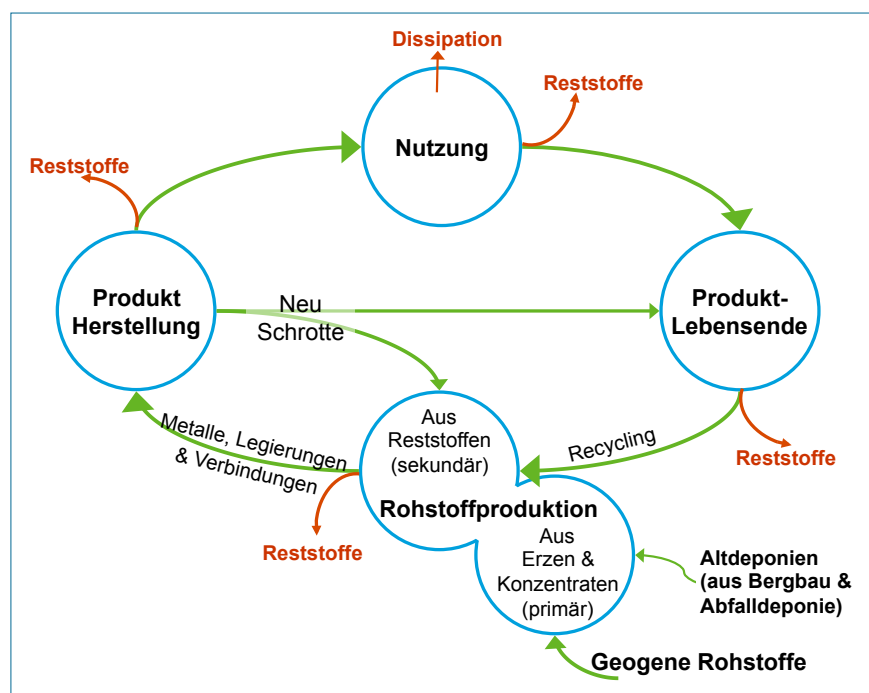 Dissipation
Reststoffe
Nutzung
Reststoffe
Produkt
Herstellung
Neu
Schrotte
Produkt-
Lebensende
Metalle, Legierungen
& Verbindungen
Aus
Reststoffen
(sekundär)
Recycling
Reststoffe
Rohstoffproduktion
Reststoffe
Aus
Erzen &
Konzentraten
(primär)
Altdeponien
(aus Bergbau &
Abfalldeponie)
Geogene Rohstoffe